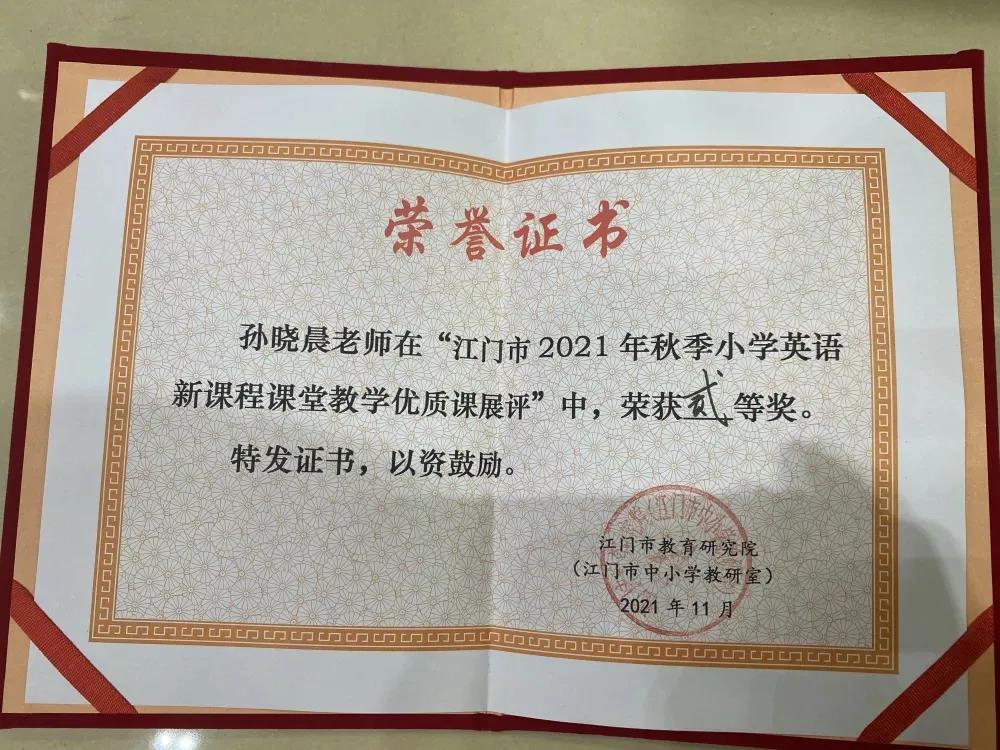 荣誉证书
孙晓晨老师在“江门市2021年秋季小学英语
新课程课堂教学优质课展评”中，荣获贰等奖。
特发证书，以资鼓励。
江门市教育研究院
（江门市中小学教研室）
2021年11月